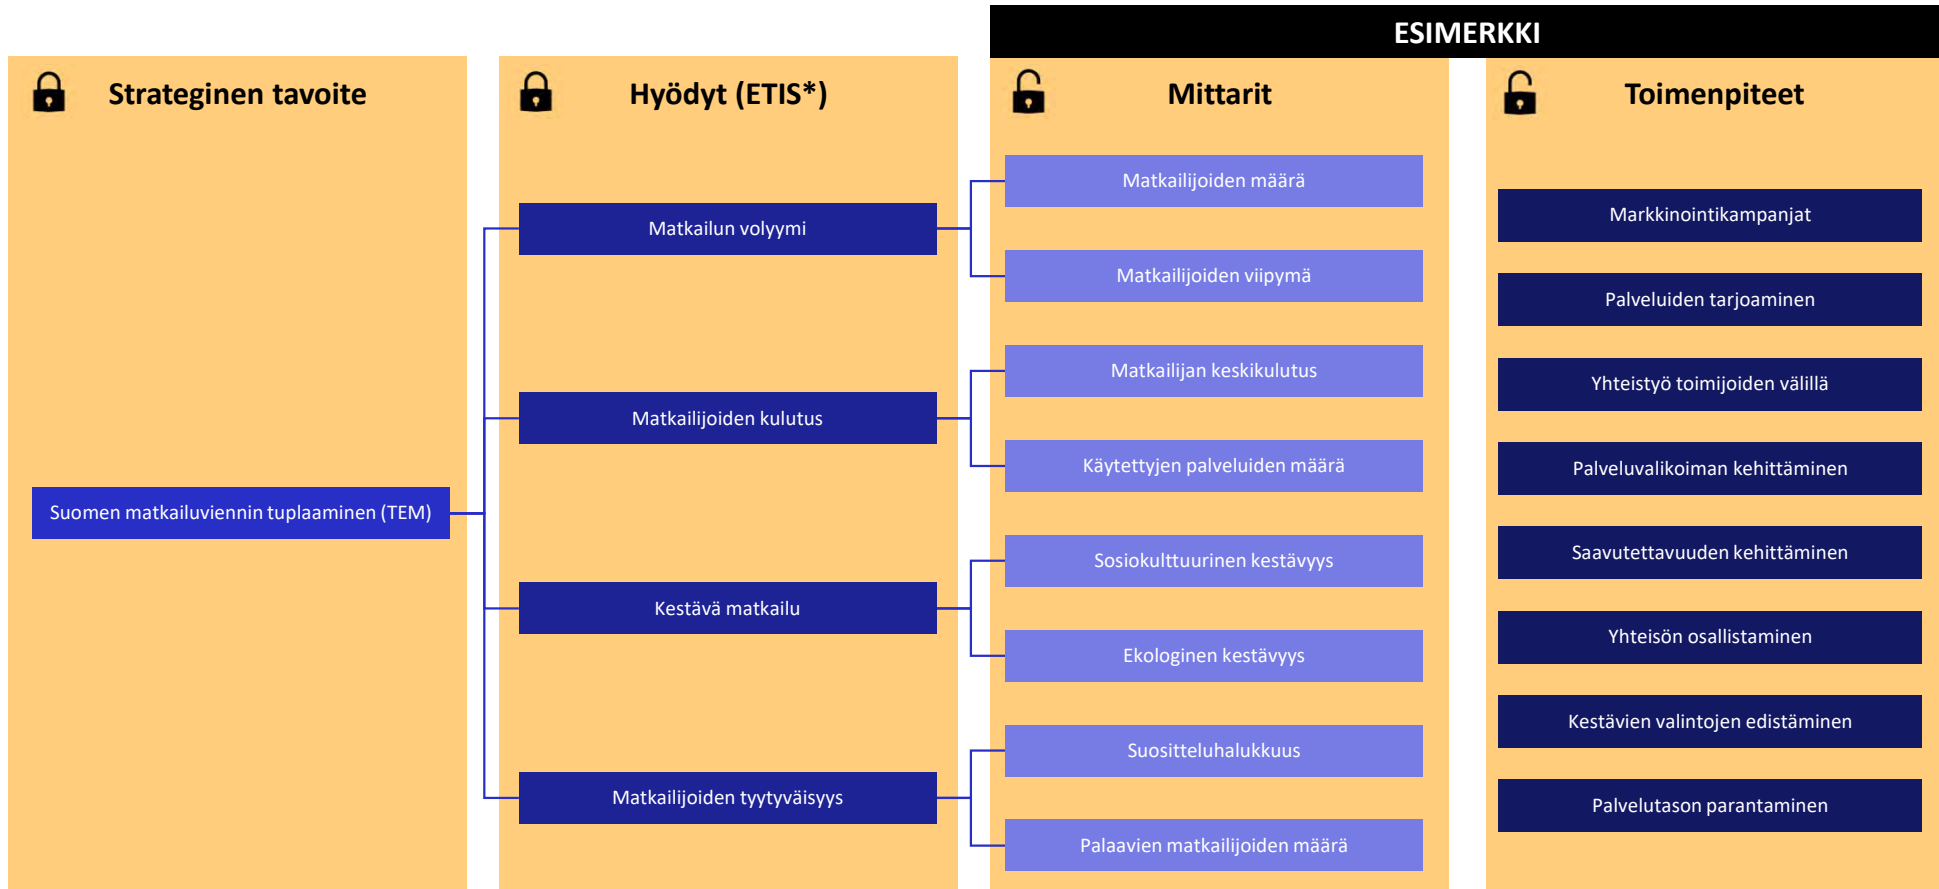 ESIMERKKI
Strateginen tavoite
Suomen matkailuviennin tuplaaminen (TEM)
Hyödyt (ETIS*)
Matkailun volyymi
Matkailijoiden kulutus
Kestävä matkailu
Matkailijoiden tyytyväisyys
Mittarit
Matkailijoiden määrä
Matkailijoiden viipymä
Matkailijan keskikulutus
Käytettyjen palveluiden määrä
Sosiokulttuurinen kestävyys
Ekologinen kestävyys
Suositteluhalukkuus
Palaavien matkailijoiden määrä
Toimenpiteet
Markkinointikampanjat
Palveluiden tarjoaminen
Yhteistyö toimijoiden välillä
Palveluvalikoiman kehittäminen
Saavutettavuuden kehittäminen
Yhteisön osallistaminen
Kestävien valintojen edistäminen
Palvelutason parantaminen